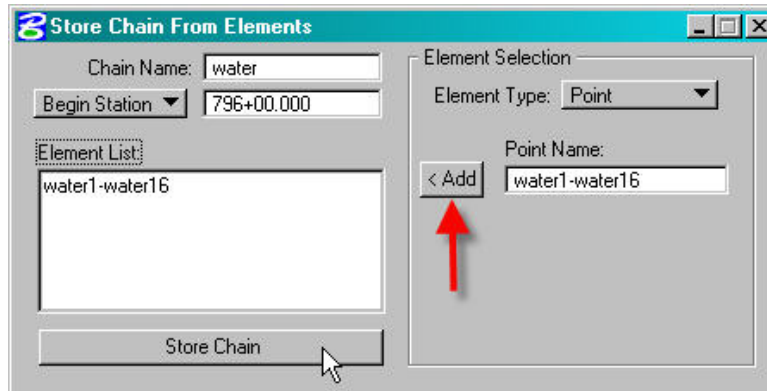 Store Chain From Elements
Chain Name: water
Begin Station 796+00.000
Element List:
water1-water16
Store Chain
Element Selection
Element Type: Point
Point Name:
< Add water1-water16